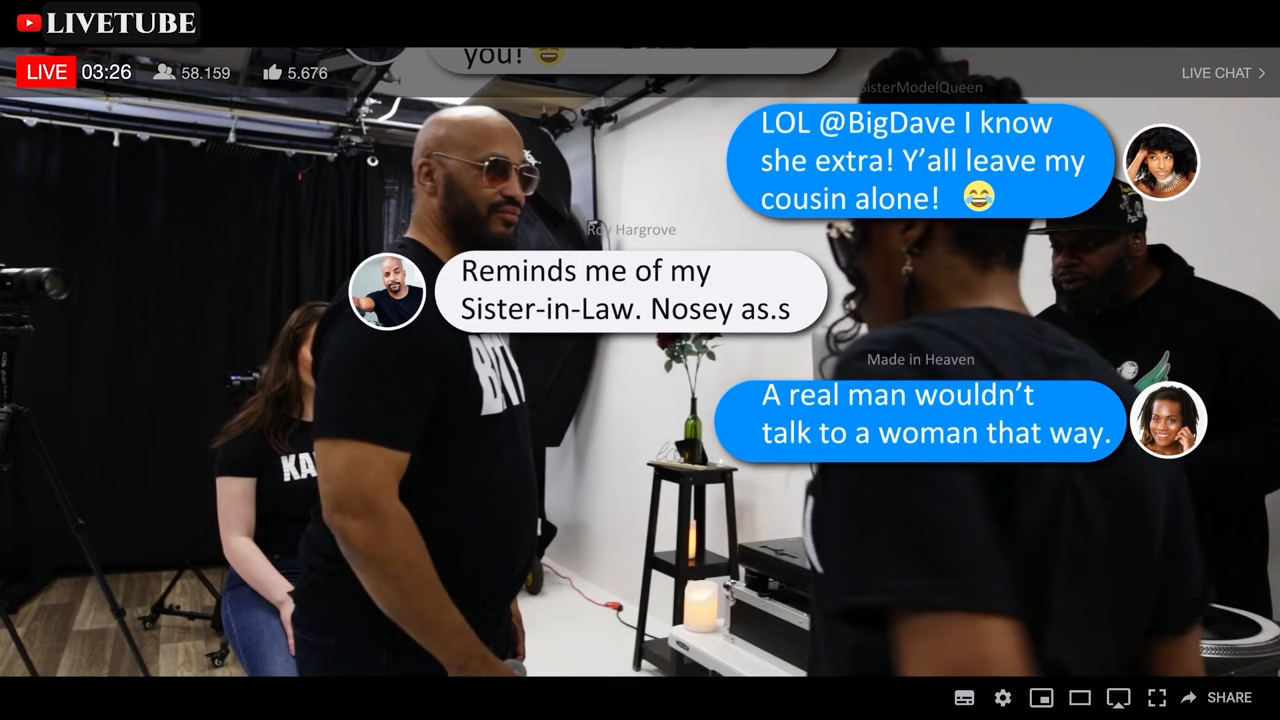 LIVETUBE
LIVE 03:26 58.159 5.676
LIVE CHAT
you! 😄
SisterModelQueen
LOL @BigDave I know
she extra! Y’all leave my
cousin alone! 😂
Roy Hargrove
Reminds me of my
Sister-in-Law. Nosey as.s
Made in Heaven
A real man wouldn’t
talk to a woman that way.
KA
SHARE